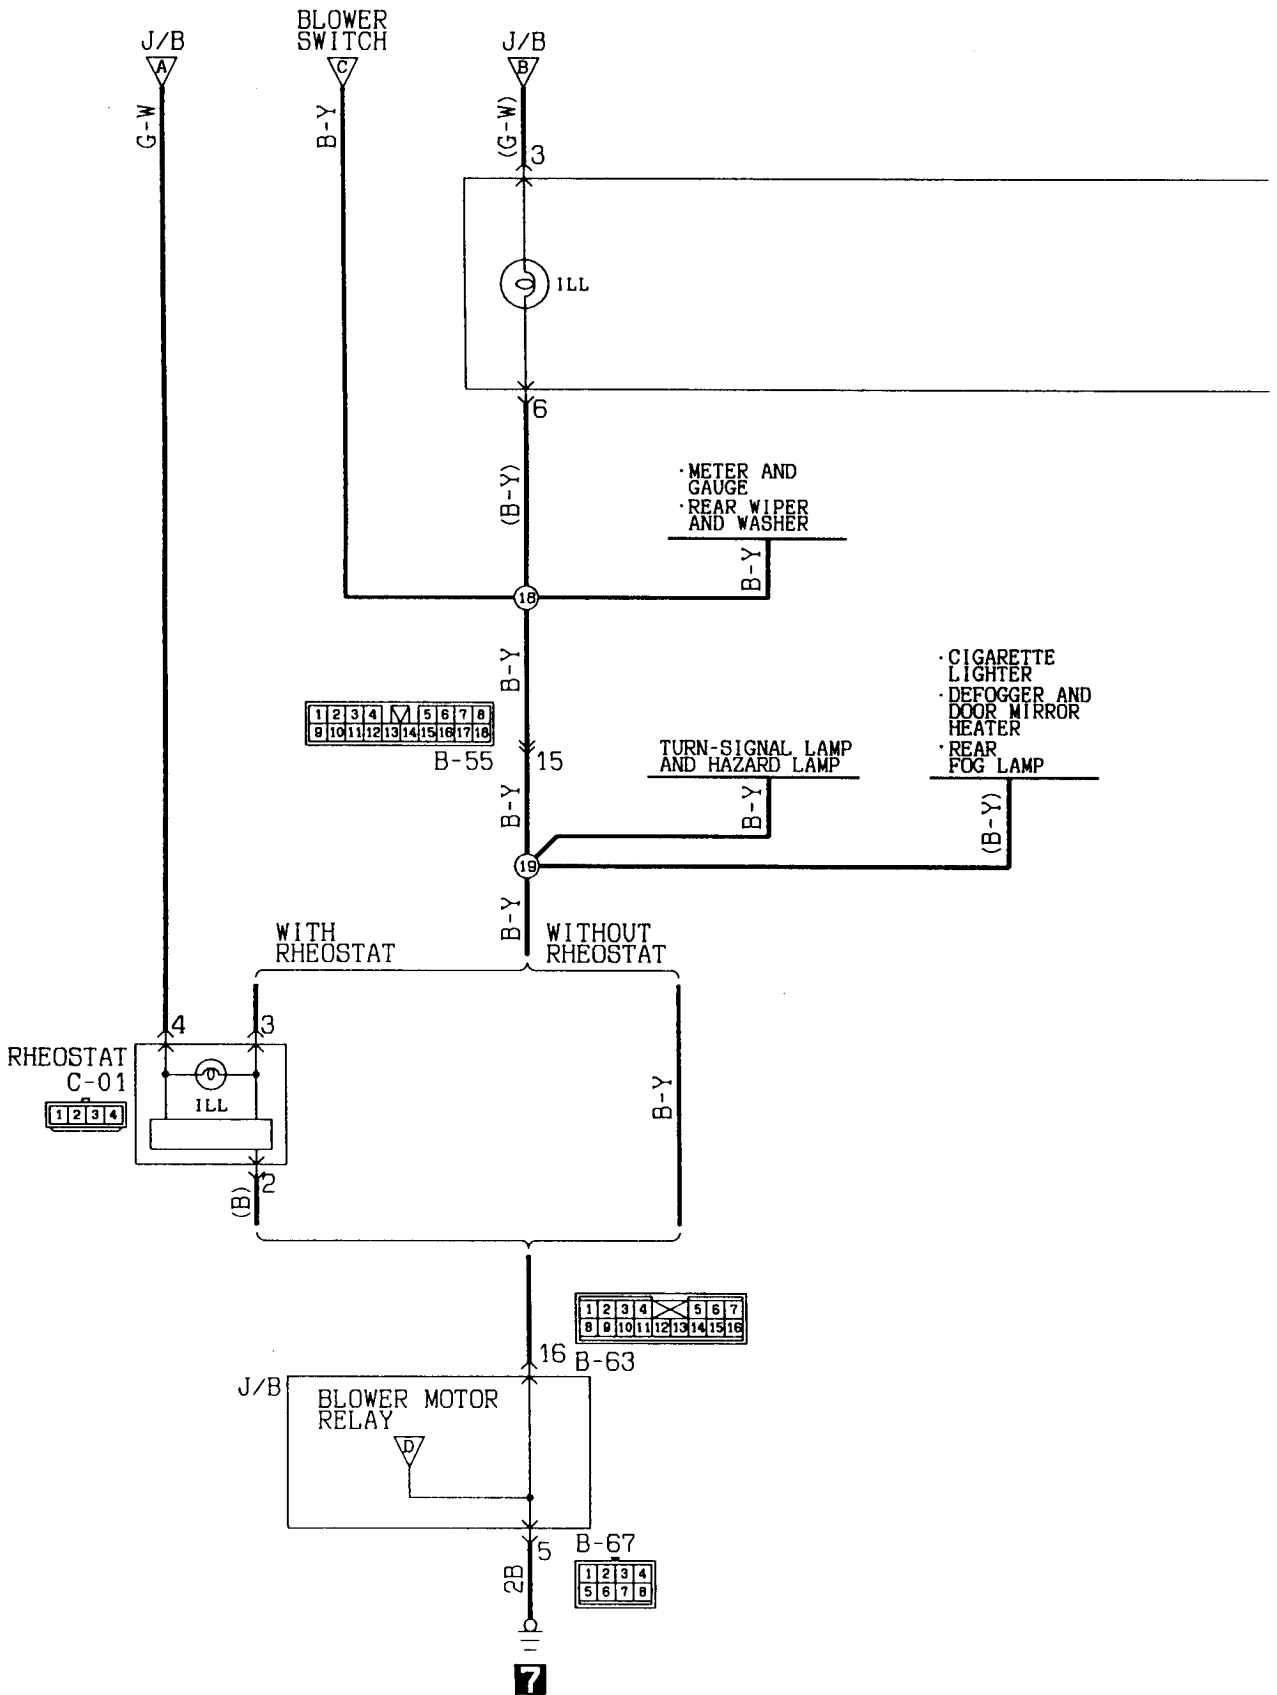 BLOWER
SWITCH
J/B
J/B
A
C
B
G-W
B-Y
(G-W)
3
ILL
6
(B-Y)
·METER AND
GAUGE
·REAR WIPER
AND WASHER
B-Y
18
B-Y
·CIGARETTE
LIGHTER
·DEFOGGER AND
DOOR MIRROR
HEATER
·REAR
FOG LAMP
1 2 3 4 5 6 7 8
9 10 11 12 13 14 15 16 17 18
B-55
15
TURN-SIGNAL LAMP
AND HAZARD LAMP
B-Y
B-Y
(B-Y)
19
B-Y
WITH
RHEOSTAT
WITHOUT
RHEOSTAT
4
3
RHEOSTAT
C-01
ILL
1 2 3 4
B-Y
2
(B)
1 2 3 4 5 6 7
8 9 10 11 12 13 14 15 16
16
B-63
J/B
BLOWER MOTOR
RELAY
D
5
B-67
2B
1 2 3 4
5 6 7 8
7